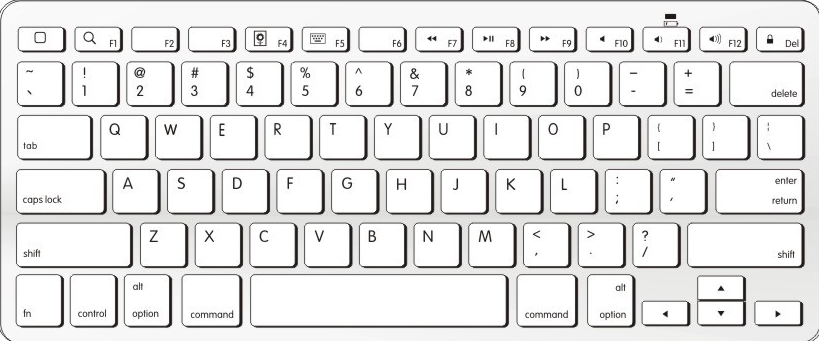 F1 F2 F3 F4 F5 F6 F7 F8 F9 F10 F11 F12 Del
~ ! @ # $ % ^ & * ( ) – +
、 1 2 3 4 5 6 7 8 9 0 - = delete
tab Q W E R T Y U I O P { } ¦
[ ] \
caps lock A S D F G H J K L : “ enter
; ‚ return
shift Z X C V B N M < > ? shift
, . /
alt alt
fn control option command command option